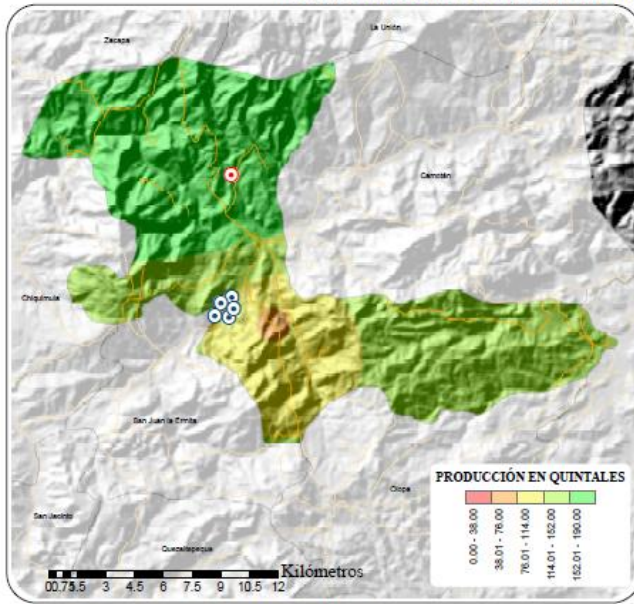 La Unión
Zacapa
Camotán
Chiquimula
San Juan la Ermita
Olopa
San Jacinto
Quezaltepeque
PRODUCCIÓN EN QUINTALES
0.00 - 38.00
38.01 - 76.00
76.01 - 114.00
114.01 - 152.00
152.01 - 190.00
Kilómetros
0 0.75 1.5 3 4.5 6 7.5 9 10.5 12